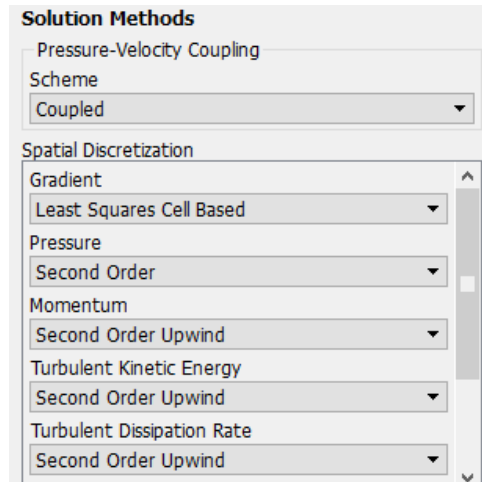 Solution Methods
Pressure-Velocity Coupling
Scheme
Coupled
Spatial Discretization
Gradient
Least Squares Cell Based
Pressure
Second Order
Momentum
Second Order Upwind
Turbulent Kinetic Energy
Second Order Upwind
Turbulent Dissipation Rate
Second Order Upwind